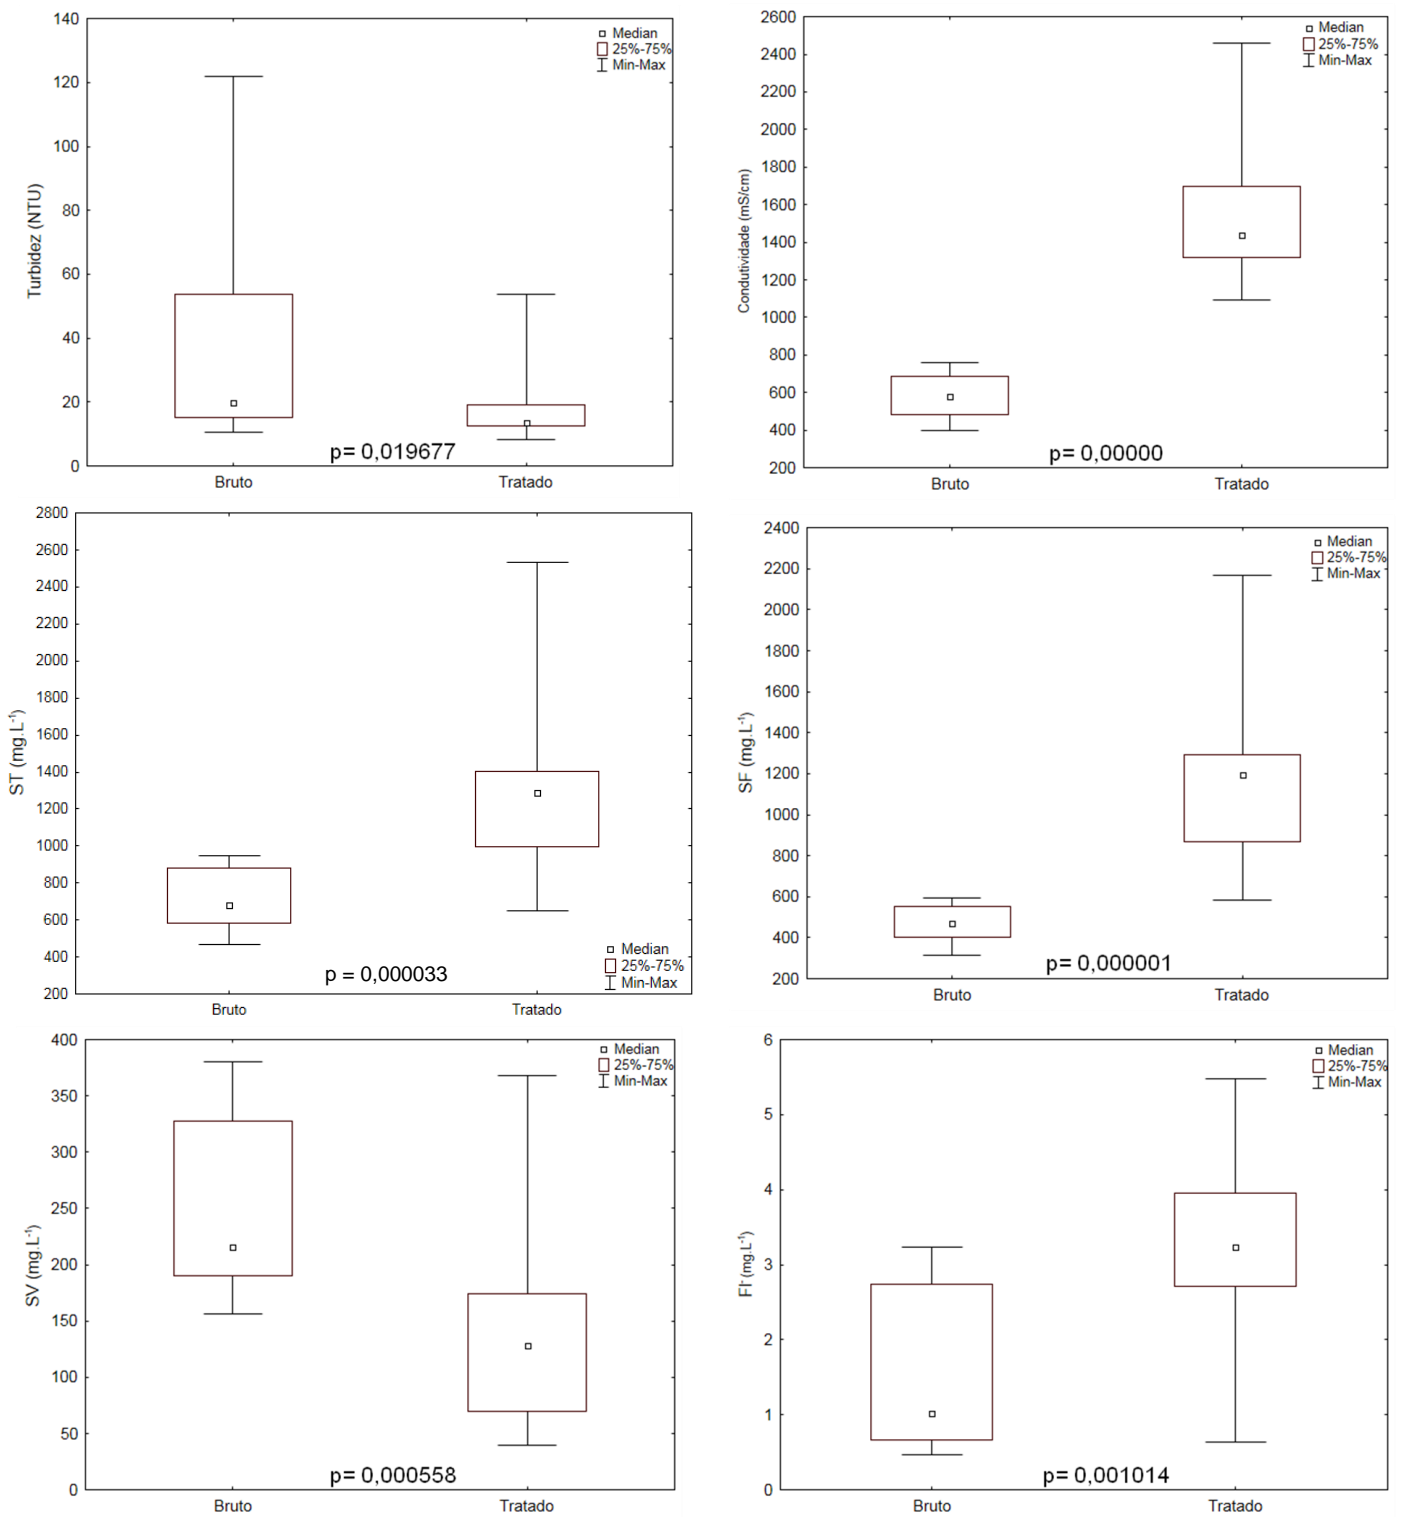 140
120
100
80
60
40
20
0
Turbidez (NTU)
Median
25%-75%
Min-Max
p= 0,019677
Bruto
Tratado
2600
2400
2200
2000
1800
1600
1400
1200
1000
800
600
400
200
Condutividade (mS/cm)
Median
25%-75%
Min-Max
p= 0,00000
Bruto
Tratado
2800
2600
2400
2200
2000
1800
1600
1400
1200
1000
800
600
400
200
ST (mg.L⁻¹)
Median
25%-75%
Min-Max
p = 0,000033
Bruto
Tratado
2400
2200
2000
1800
1600
1400
1200
1000
800
600
400
200
SF (mg.L⁻¹)
Median
25%-75%
Min-Max
p= 0,000001
Bruto
Tratado
400
350
300
250
200
150
100
50
0
SV (mg.L⁻¹)
Median
25%-75%
Min-Max
p= 0,000558
Bruto
Tratado
6
5
4
3
2
1
0
Fl⁻ (mg.L⁻¹)
Median
25%-75%
Min-Max
p= 0,001014
Bruto
Tratado